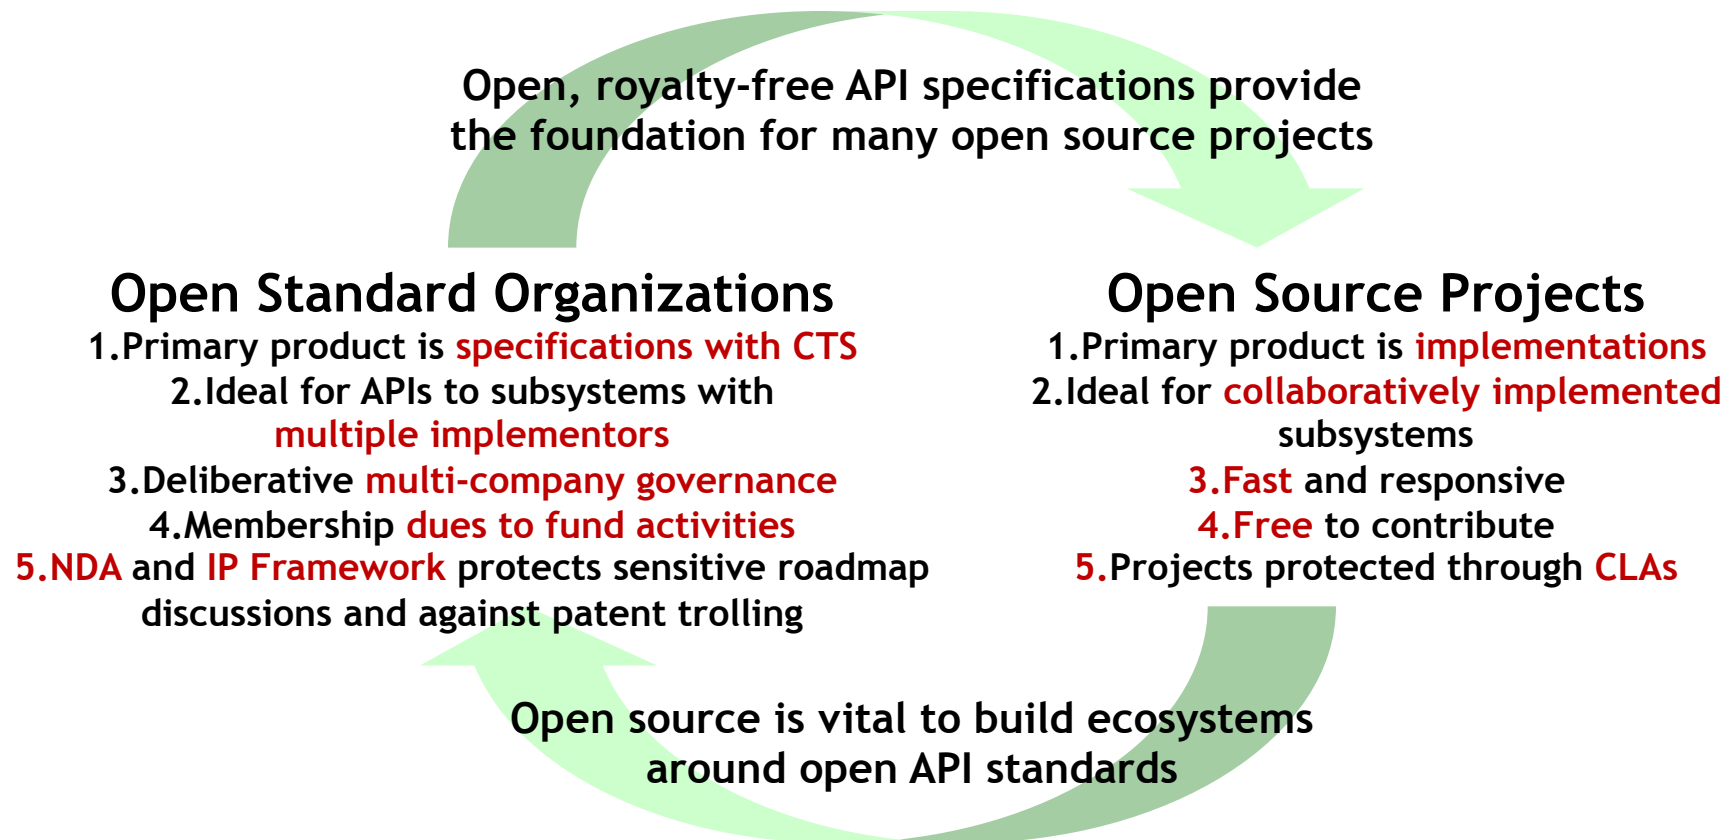 Open, royalty-free API specifications provide
the foundation for many open source projects
Open Standard Organizations
1.Primary product is specifications with CTS
2.Ideal for APIs to subsystems with
multiple implementors
3.Deliberative multi-company governance
4.Membership dues to fund activities
5.NDA and IP Framework protects sensitive roadmap
discussions and against patent trolling
Open Source Projects
1.Primary product is implementations
2.Ideal for collaboratively implemented
subsystems
3.Fast and responsive
4.Free to contribute
5.Projects protected through CLAs
Open source is vital to build ecosystems
around open API standards